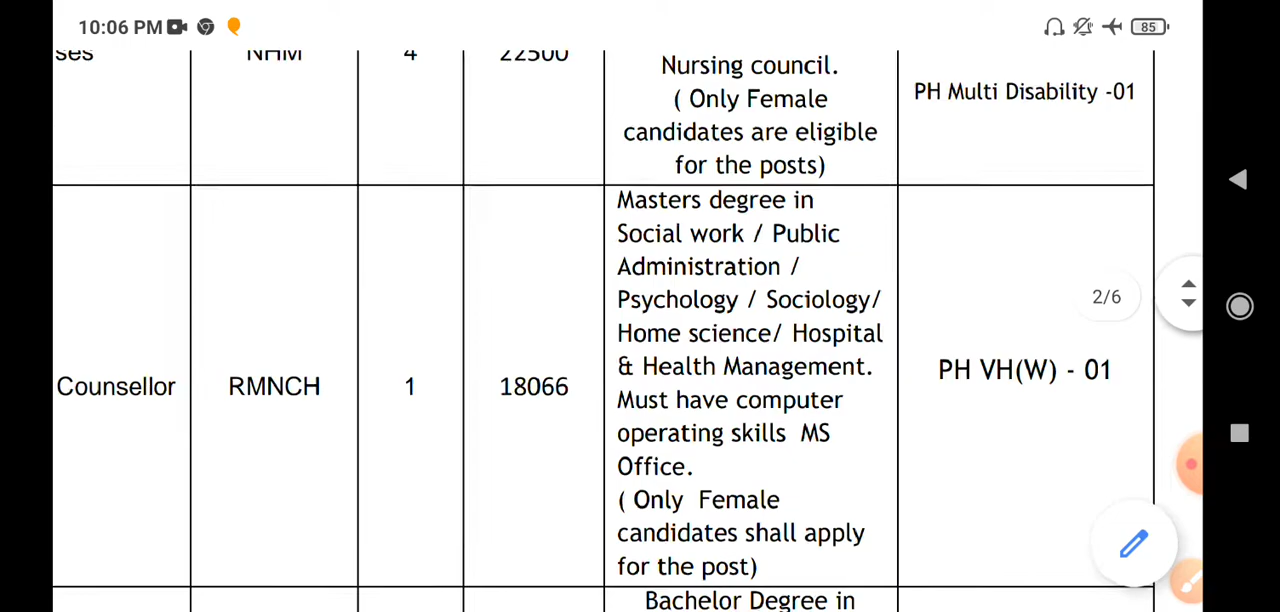 10:06 PM
85
ses
NHM
4
22500
Nursing council.
( Only Female
candidates are eligible
for the posts)
PH Multi Disability -01
Counsellor
RMNCH
1
18066
Masters degree in
Social work / Public
Administration /
Psychology / Sociology/
Home science/ Hospital
& Health Management.
Must have computer
operating skills MS
Office.
( Only Female
candidates shall apply
for the post)
PH VH(W) - 01
2/6
Bachelor Degree in